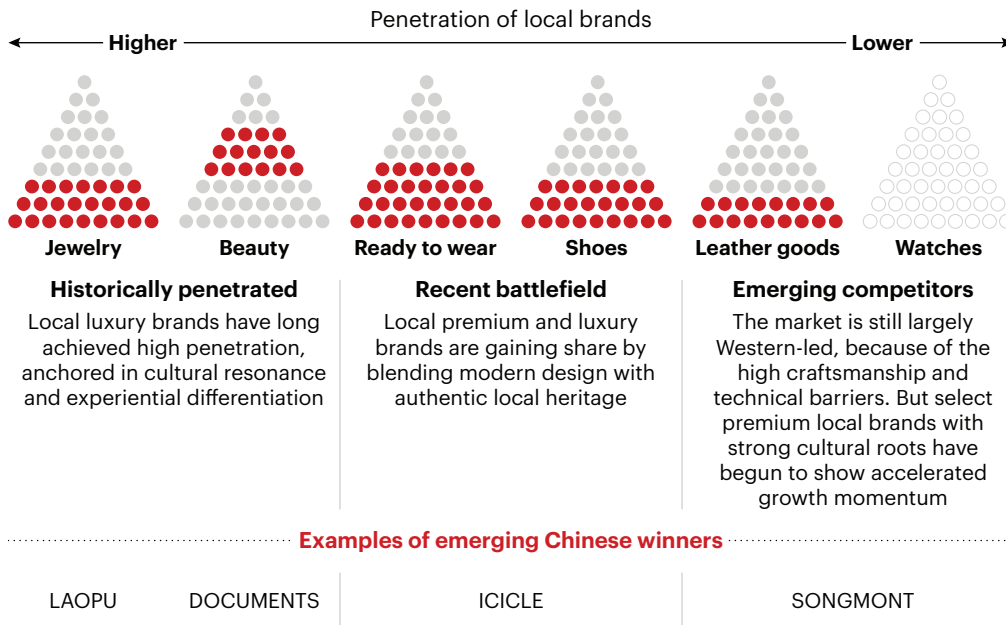 Penetration of local brands
Higher
Lower
Jewelry
Beauty
Ready to wear
Shoes
Leather goods
Watches
Historically penetrated
Local luxury brands have long
achieved high penetration,
anchored in cultural resonance
and experiential differentiation
Recent battlefield
Local premium and luxury
brands are gaining share by
blending modern design with
authentic local heritage
Emerging competitors
The market is still largely
Western-led, because of the
high craftsmanship and
technical barriers. But select
premium local brands with
strong cultural roots have
begun to show accelerated
growth momentum
Examples of emerging Chinese winners
LAOPU
DOCUMENTS
ICICLE
SONGMONT